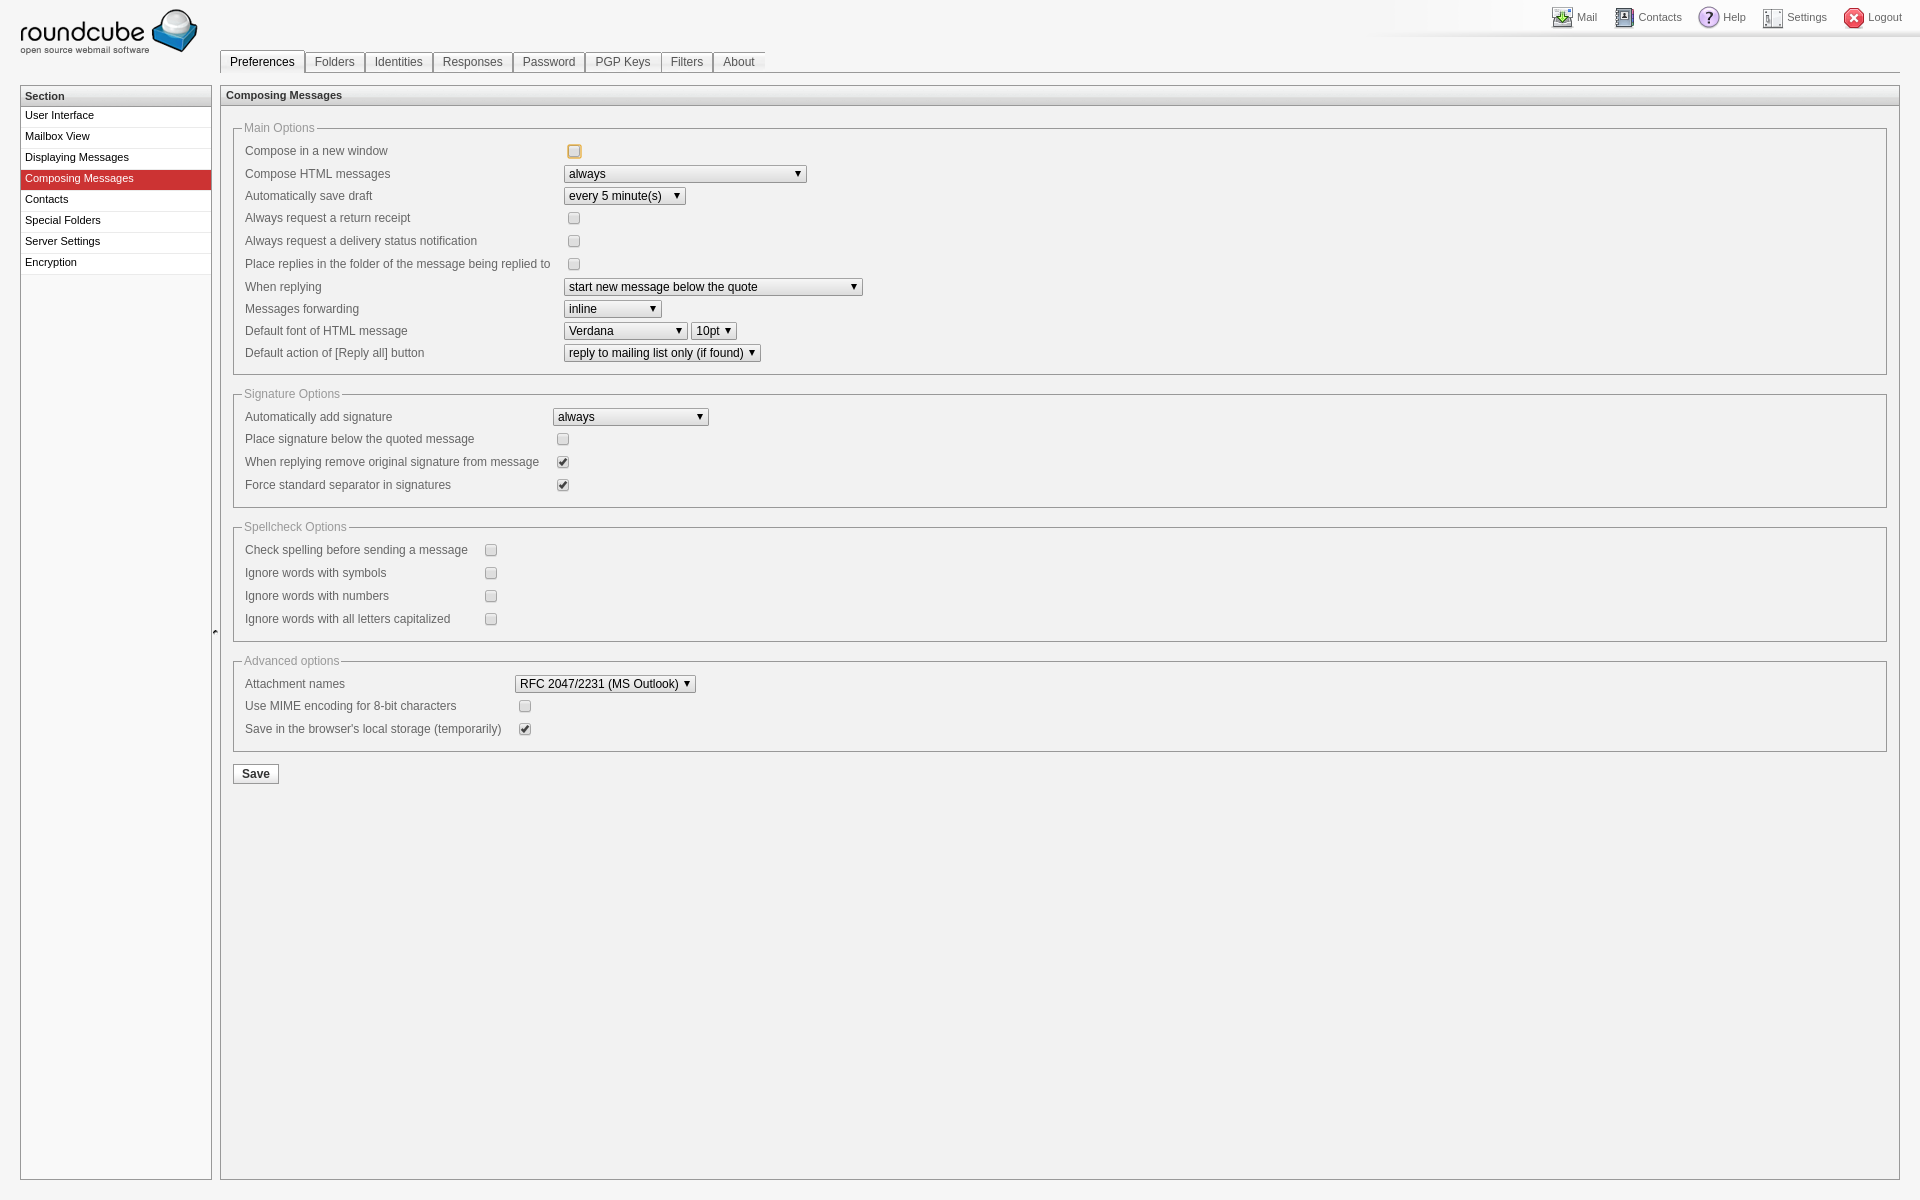 roundcube
open source webmail software
Mail Contacts Help Settings Logout
Preferences Folders Identities Responses Password PGP Keys Filters About
Section
User Interface
Mailbox View
Displaying Messages
Composing Messages
Contacts
Special Folders
Server Settings
Encryption
Composing Messages
Main Options
Compose in a new window
Compose HTML messages always
Automatically save draft every 5 minute(s)
Always request a return receipt
Always request a delivery status notification
Place replies in the folder of the message being replied to
When replying start new message below the quote
Messages forwarding inline
Default font of HTML message Verdana 10pt
Default action of [Reply all] button reply to mailing list only (if found)
Signature Options
Automatically add signature always
Place signature below the quoted message
When replying remove original signature from message
Force standard separator in signatures
Spellcheck Options
Check spelling before sending a message
Ignore words with symbols
Ignore words with numbers
Ignore words with all letters capitalized
Advanced options
Attachment names RFC 2047/2231 (MS Outlook)
Use MIME encoding for 8-bit characters
Save in the browser's local storage (temporarily)
Save